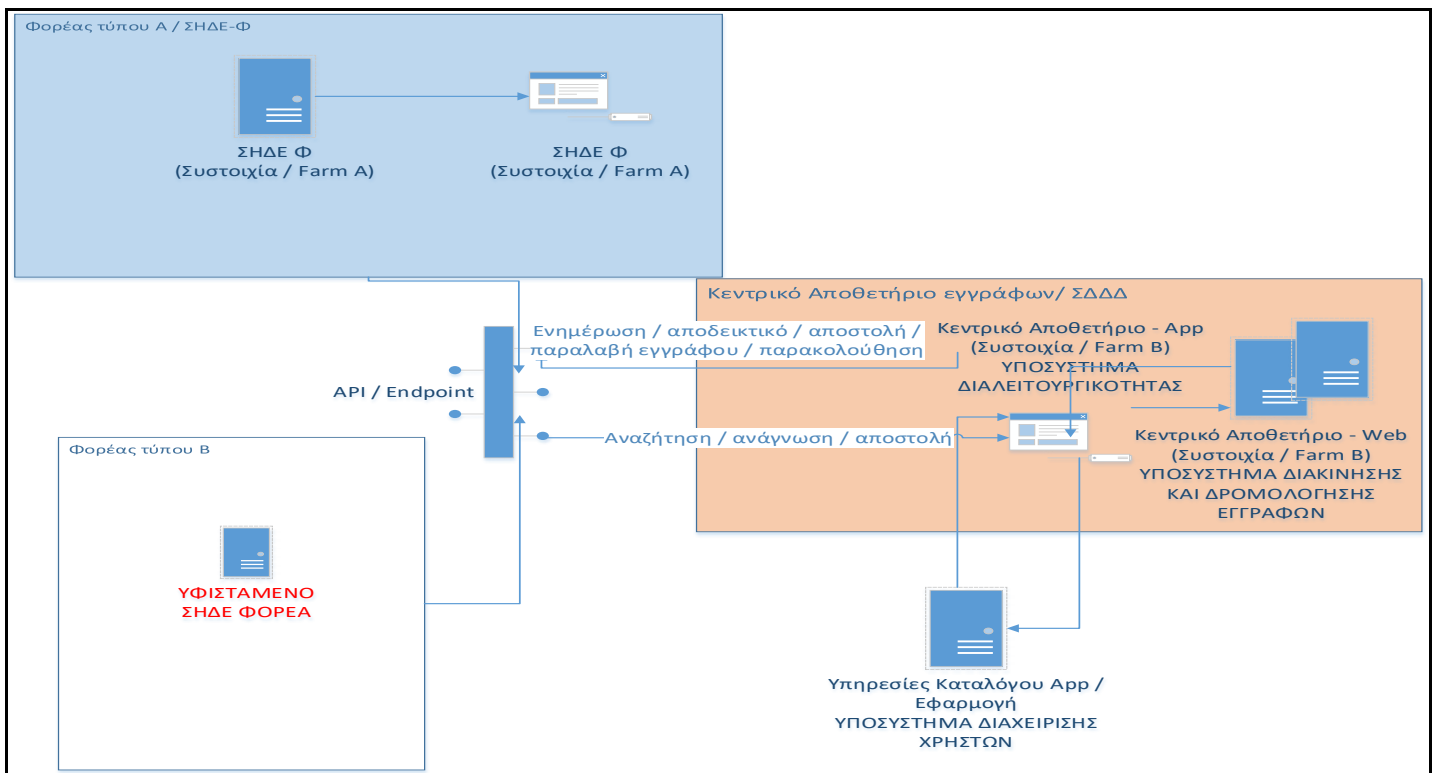 Φορέας τύπου Α / ΣΗΔΕ-Φ
ΣΗΔΕ Φ
(Συστοιχία / Farm A)
ΣΗΔΕ Φ
(Συστοιχία / Farm A)
Κεντρικό Αποθετήριο εγγράφων/ ΣΔΔΔ
Ενημέρωση / αποδεικτικό / αποστολή /
παραλαβή εγγράφου / παρακολούθηση
Κεντρικό Αποθετήριο - App
(Συστοιχία / Farm B)
ΥΠΟΣΥΣΤΗΜΑ
ΔΙΑΛΕΙΤΟΥΡΓΙΚΟΤΗΤΑΣ
API / Endpoint
Αναζήτηση / ανάγνωση / αποστολή
Κεντρικό Αποθετήριο - Web
(Συστοιχία / Farm B)
ΥΠΟΣΥΣΤΗΜΑ ΔΙΑΚΙΝΗΣΗΣ
ΚΑΙ ΔΡΟΜΟΛΟΓΗΣΗΣ
ΕΓΓΡΑΦΩΝ
Φορέας τύπου Β
ΥΦΙΣΤΑΜΕΝΟ
ΣΗΔΕ ΦΟΡΕΑ
Υπηρεσίες Καταλόγου App /
Εφαρμογή
ΥΠΟΣΥΣΤΗΜΑ ΔΙΑΧΕΙΡΙΣΗΣ
ΧΡΗΣΤΩΝ